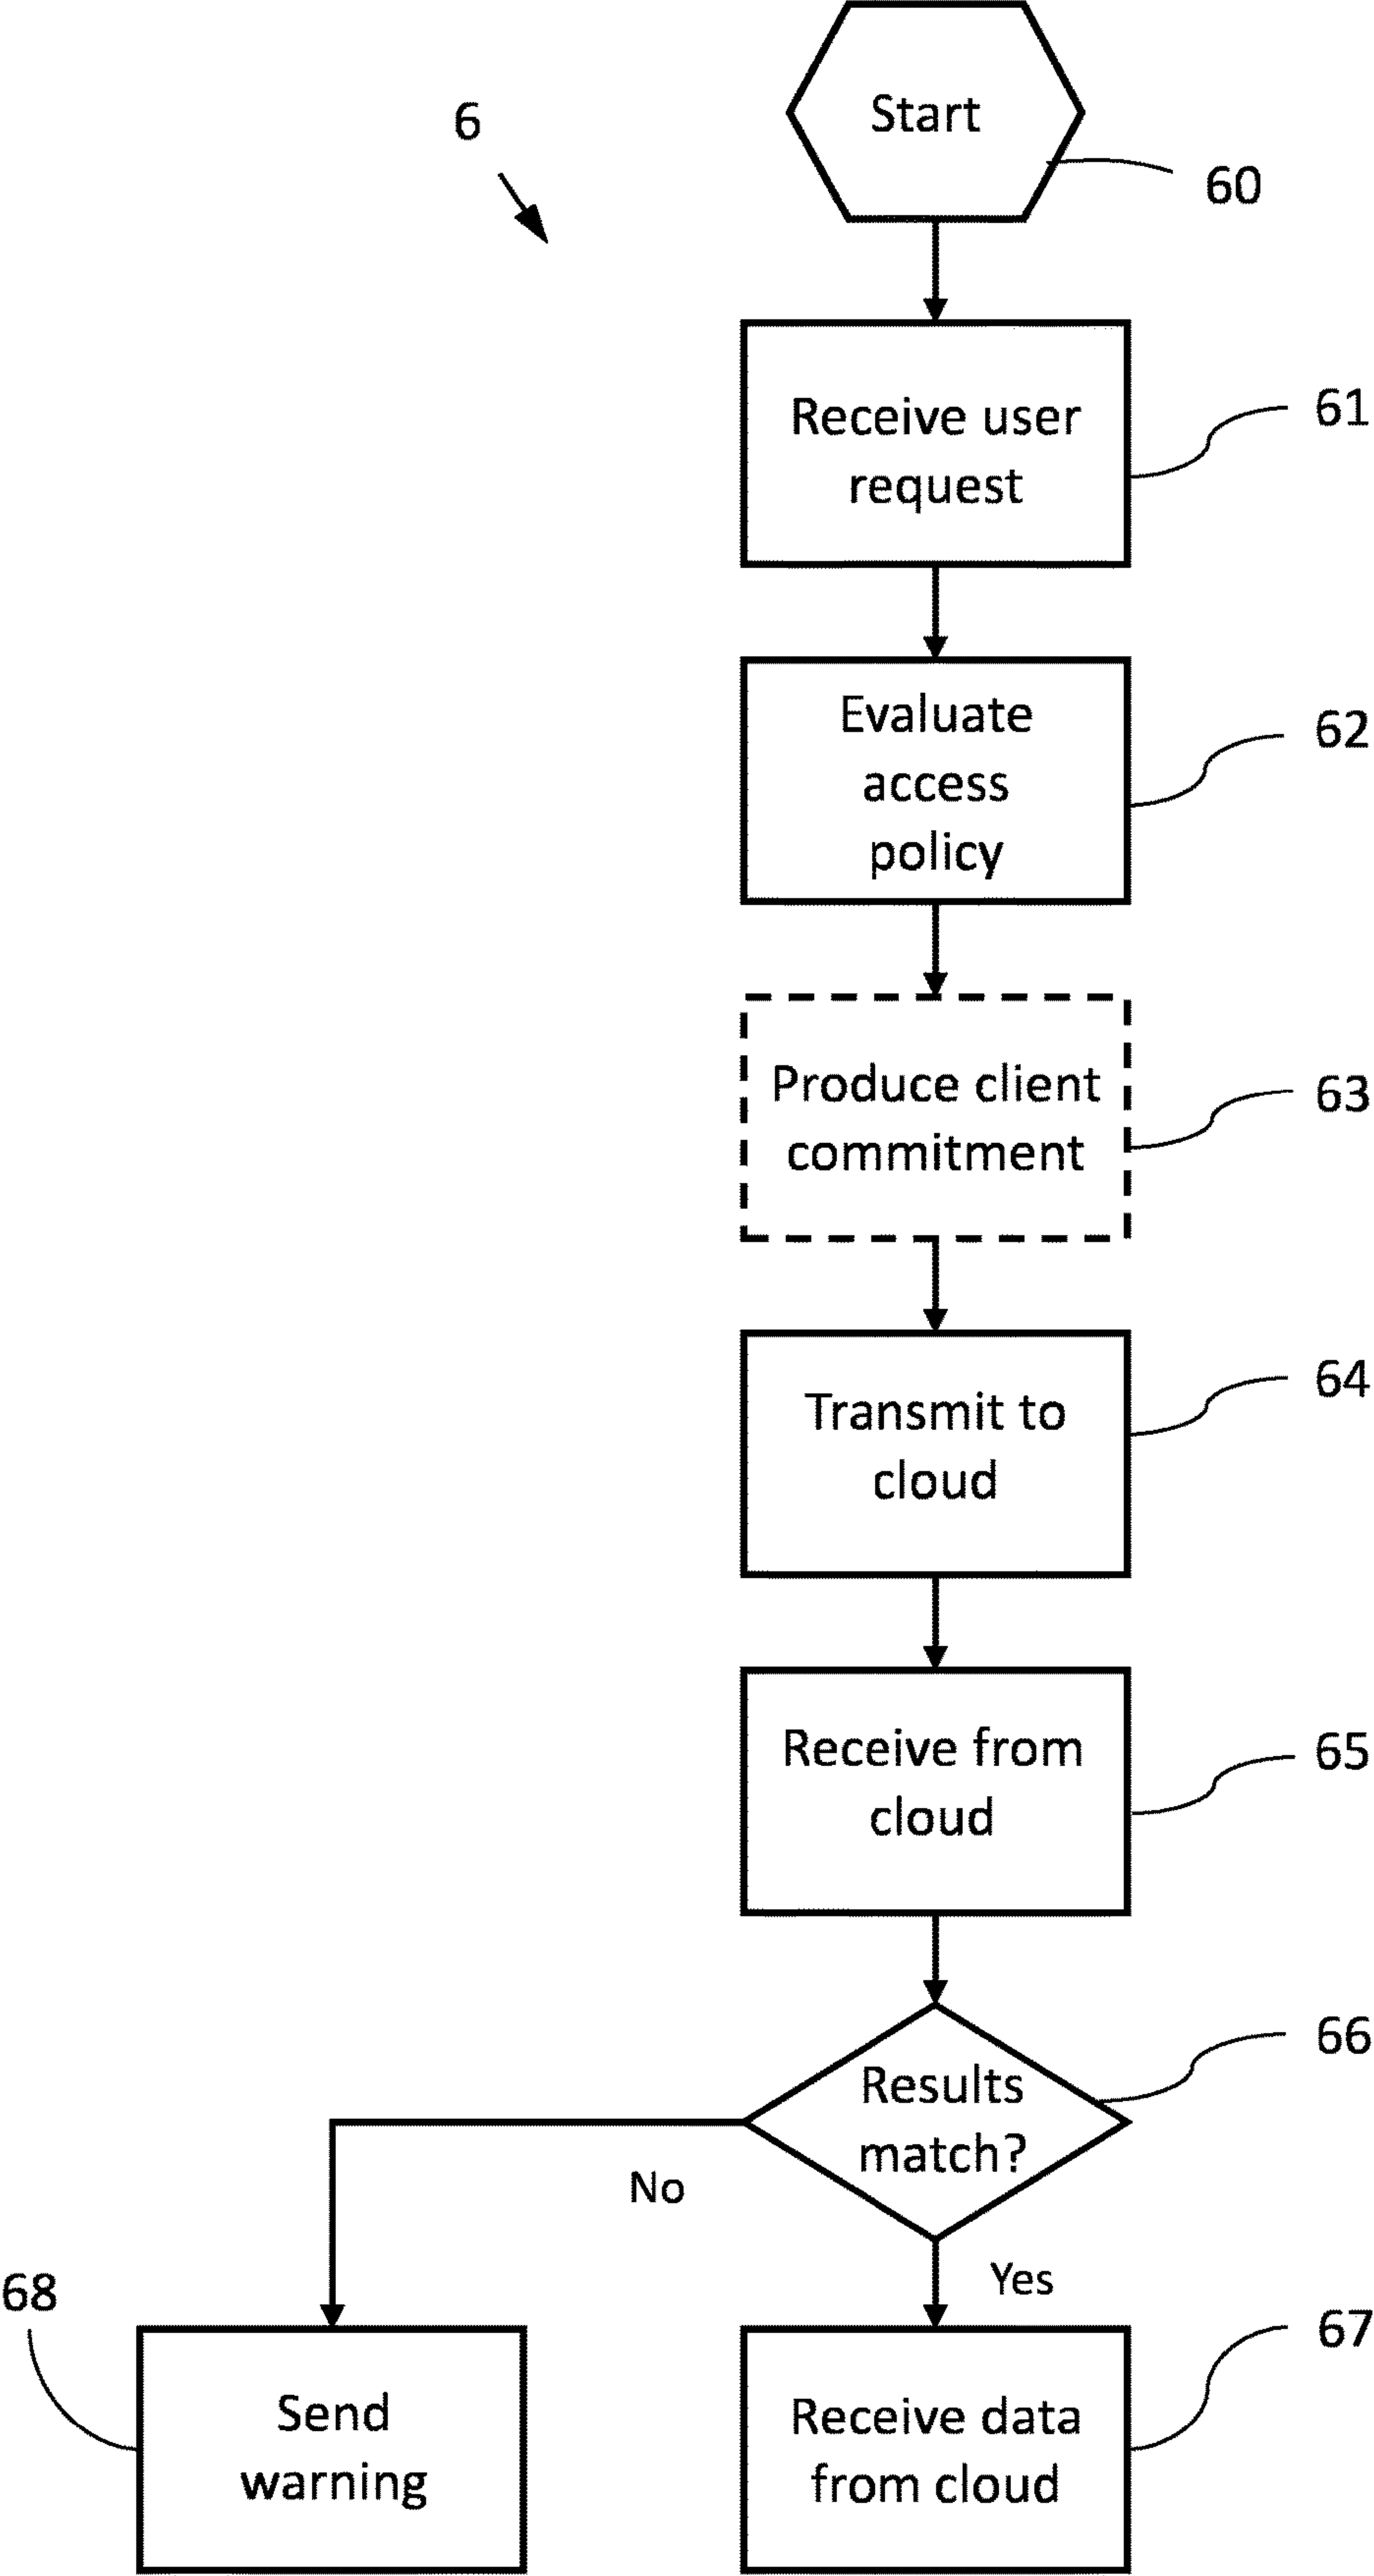 6
Start
60
Receive user
request
61
Evaluate
access
policy
62
Produce client
commitment
63
Transmit to
cloud
64
Receive from
cloud
65
Results
match?
66
No
Yes
68
Send
warning
Receive data
from cloud
67